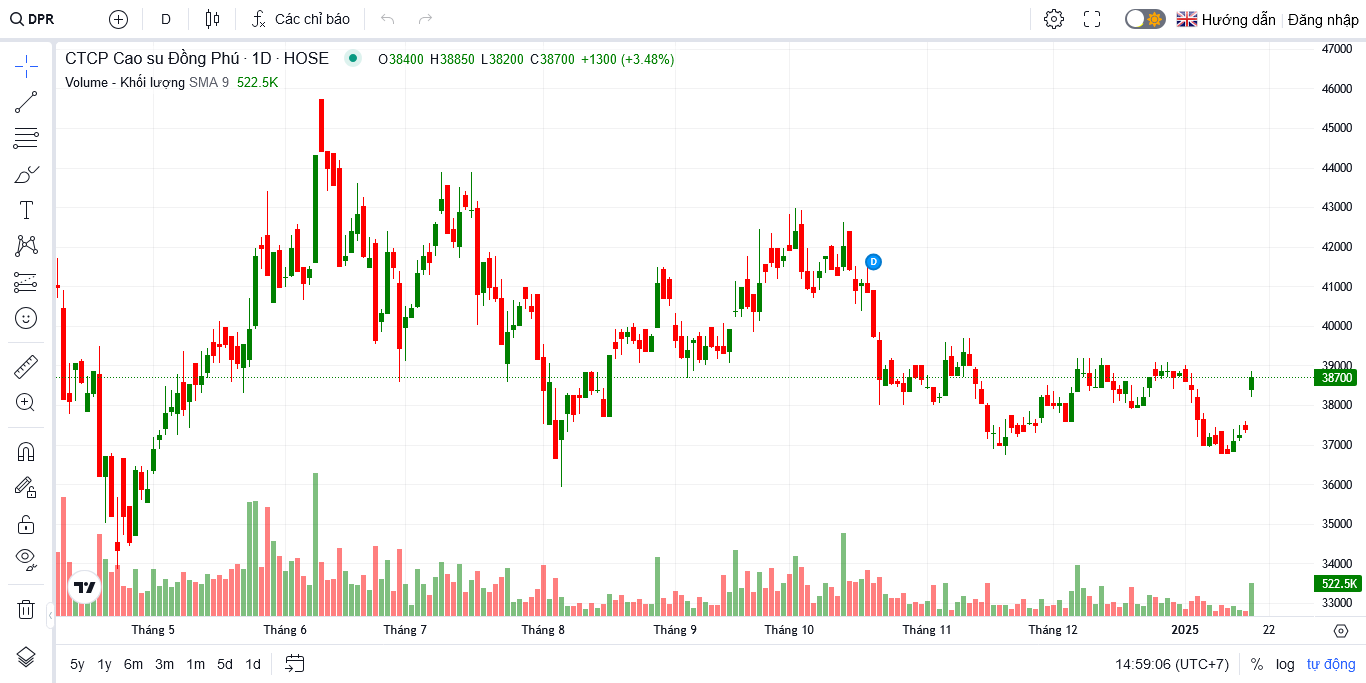 DPR D Các chỉ báo Hướng dẫn Đăng nhập
CTCP Cao su Đồng Phú · 1D · HOSE O38400 H38850 L38200 C38700 +1300 (+3.48%)
Volume - Khối lượng SMA 9 522.5K
47000
46000
45000
44000
43000
42000
D
41000
40000
39000
38700
38000
37000
36000
35000
34000
522.5K
33000
Tháng 5 Tháng 6 Tháng 7 Tháng 8 Tháng 9 Tháng 10 Tháng 11 Tháng 12 2025 22
5y 1y 6m 3m 1m 5d 1d 14:59:06 (UTC+7) % log tự động